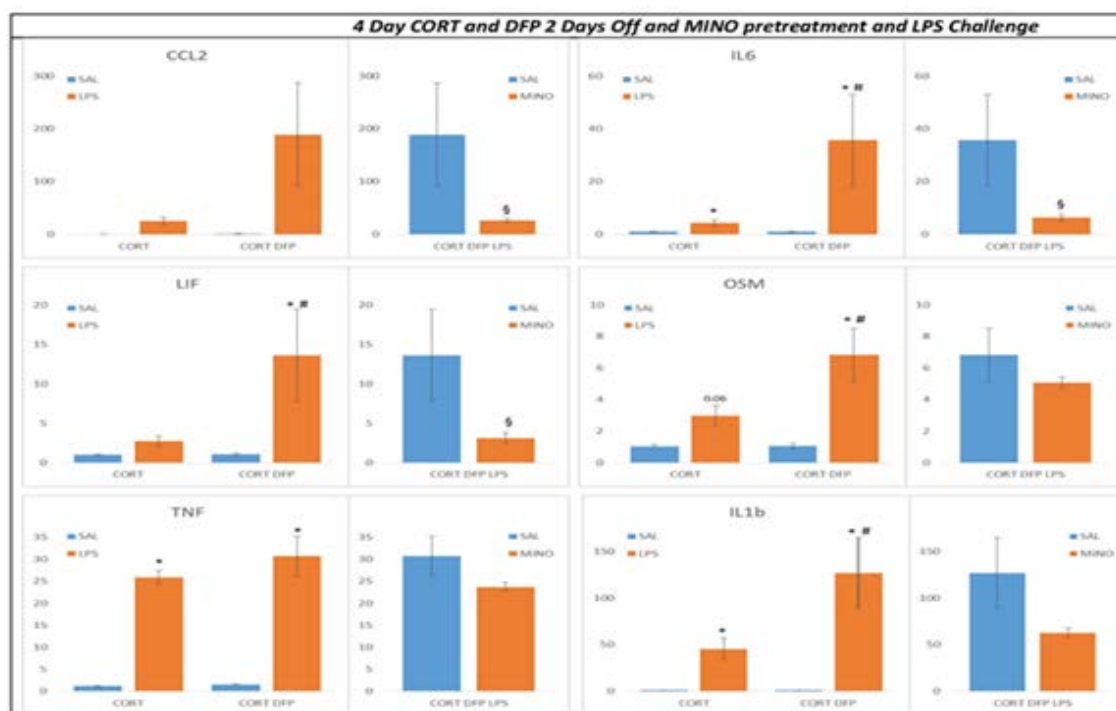 4 Day CORT and DFP 2 Days Off and MINO pretreatment and LPS Challenge
CCL2
300
200
100
0
SAL
LPS
CORT
CORT DFP
300
200
100
0
SAL
MINO
§
CORT DFP LPS
IL6
60
40
20
0
SAL
LPS
*
* #
CORT
CORT DFP
60
40
20
0
SAL
MINO
§
CORT DFP LPS
LIF
20
15
10
5
0
SAL
LPS
* #
CORT
CORT DFP
20
15
10
5
0
SAL
MINO
§
CORT DFP LPS
OSM
10
8
6
4
2
0
SAL
LPS
0.06
* #
CORT
CORT DFP
10
8
6
4
2
0
SAL
MINO
CORT DFP LPS
TNF
35
30
25
20
15
10
5
0
SAL
LPS
*
*
CORT
CORT DFP
35
30
25
20
15
10
5
0
SAL
MINO
CORT DFP LPS
IL1b
150
100
50
0
SAL
LPS
*
* #
CORT
CORT DFP
150
100
50
0
SAL
MINO
CORT DFP LPS